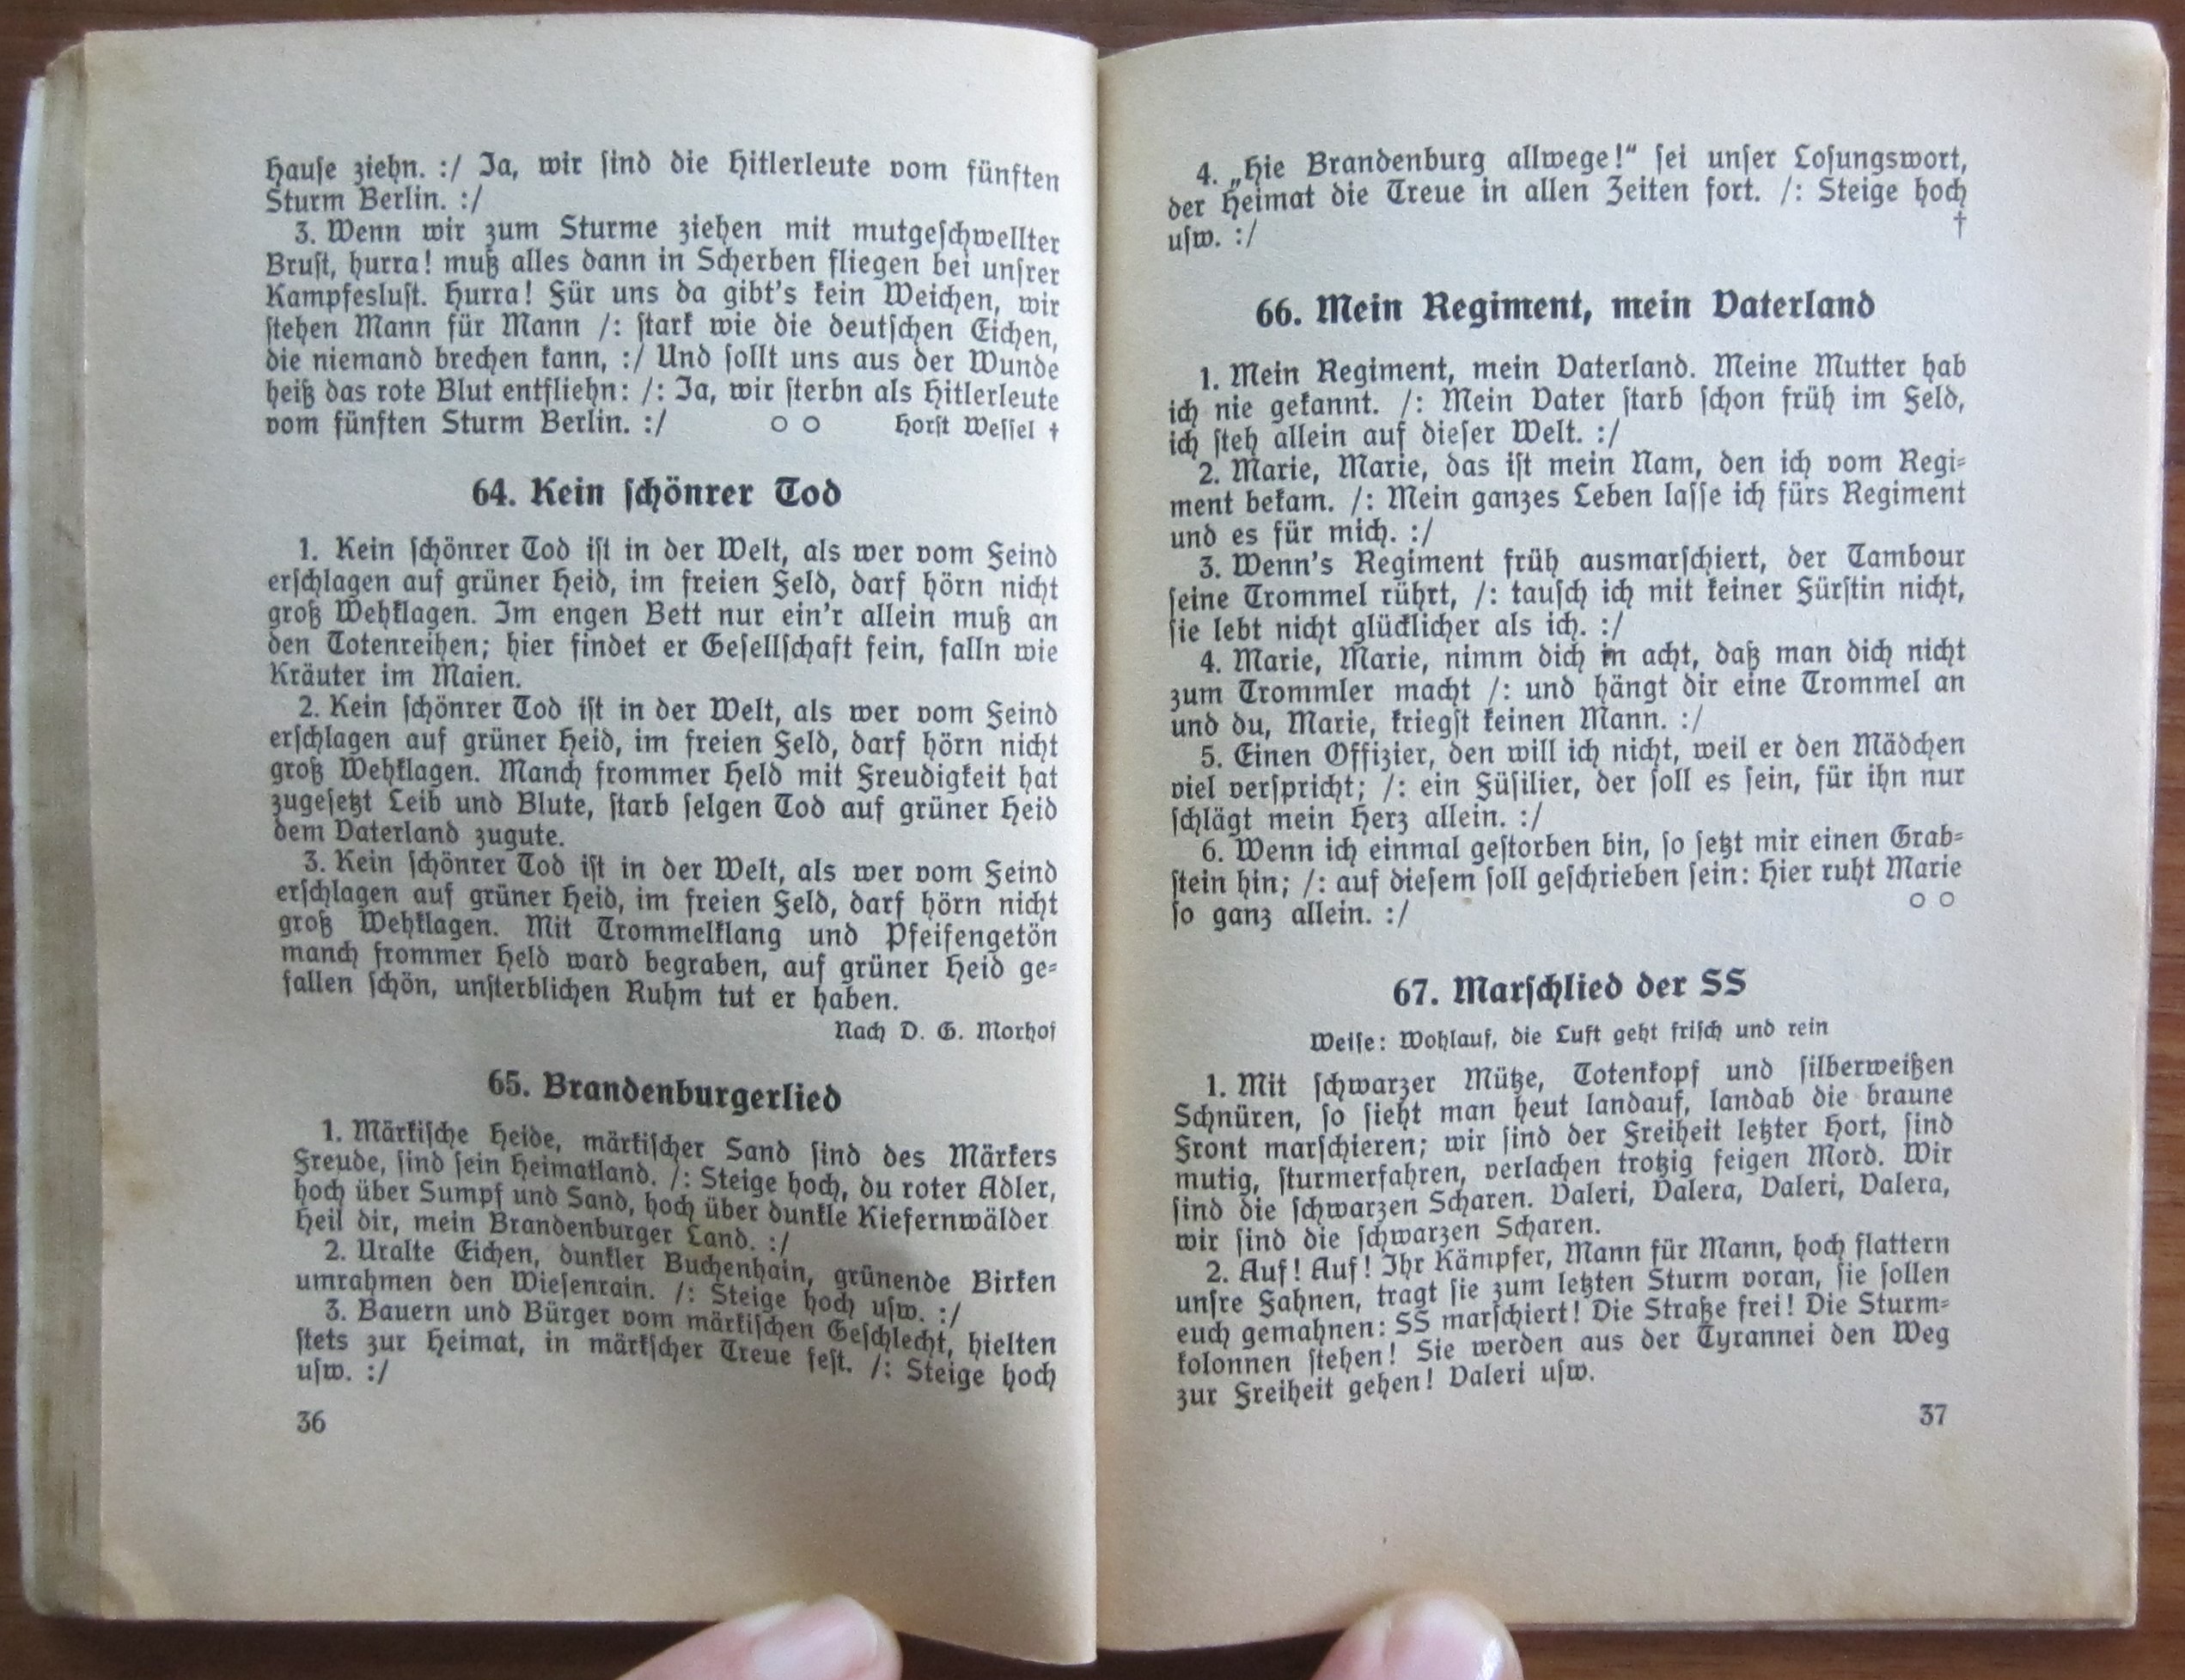 Hauſe ziehn. :/ Ja, wir ſind die Hitlerleute vom fünften
Sturm Berlin. :/
3. Wenn wir zum Sturme ziehen mit mutgeſchwellter
Bruſt, hurra! muß alles dann in Scherben fliegen bei unſrer
Kampfesluſt. Hurra! Für uns da gibt's kein Weichen, wir
ſtehen Mann für Mann /: ſtark wie die deutſchen Eichen,
die niemand brechen kann, :/ Und ſollt uns aus der Wunde
heiß das rote Blut entfliehn: /: Ja, wir ſterbn als Hitlerleute
vom fünften Sturm Berlin. :/ ○ ○ Horſt Weſſel †
64. Kein ſchönrer Tod
1. Kein ſchönrer Tod iſt in der Welt, als wer vom Feind
erſchlagen auf grüner Heid, im freien Feld, darf hörn nicht
groß Wehklagen. Im engen Bett nur ein'r allein muß an
den Totenreihen; hier findet er Geſellſchaft fein, falln wie
Kräuter im Maien.
2. Kein ſchönrer Tod iſt in der Welt, als wer vom Feind
erſchlagen auf grüner Heid, im freien Feld, darf hörn nicht
groß Wehklagen. Manch frommer Held mit Freudigkeit hat
zugeſetzt Leib und Blute, ſtarb ſelgen Tod auf grüner Heid
dem Vaterland zugute.
3. Kein ſchönrer Tod iſt in der Welt, als wer vom Feind
erſchlagen auf grüner Heid, im freien Feld, darf hörn nicht
groß Wehklagen. Mit Trommelklang und Pfeifengetön
manch frommer Held ward begraben, auf grüner Heid ge-
fallen ſchön, unſterblichen Ruhm tut er haben.
Nach D. G. Morhof
65. Brandenburgerlied
1. Märkiſche Heide, märkiſcher Sand ſind des Märkers
Freude, ſind ſein Heimatland. /: Steige hoch, du roter Adler,
hoch über Sumpf und Sand, hoch über dunkle Kiefernwälder
Heil dir, mein Brandenburger Land. :/
2. Uralte Eichen, dunkler Buchenhain, grünende Birken
umrahmen den Wieſenrain. /: Steige hoch uſw. :/
3. Bauern und Bürger vom märkiſchen Geſchlecht, hielten
ſtets zur Heimat, in märkſcher Treue feſt. /: Steige hoch
uſw. :/
36
4. „Hie Brandenburg allwege!“ ſei unſer Loſungswort,
der Heimat die Treue in allen Zeiten fort. /: Steige hoch
uſw. :/ †
66. Mein Regiment, mein Vaterland
1. Mein Regiment, mein Vaterland. Meine Mutter hab
ich nie gekannt. /: Mein Vater ſtarb ſchon früh im Feld,
ich ſteh allein auf dieſer Welt. :/
2. Marie, Marie, das iſt mein Nam, den ich vom Regi-
ment bekam. /: Mein ganzes Leben laſſe ich fürs Regiment
und es für mich. :/
3. Wenn's Regiment früh ausmarſchiert, der Tambour
ſeine Trommel rührt, /: tauſch ich mit keiner Fürſtin nicht,
ſie lebt nicht glücklicher als ich. :/
4. Marie, Marie, nimm dich in acht, daß man dich nicht
zum Trommler macht /: und hängt dir eine Trommel an
und du, Marie, kriegſt keinen Mann. :/
5. Einen Offizier, den will ich nicht, weil er den Mädchen
viel verſpricht; /: ein Füſilier, der ſoll es ſein, für ihn nur
ſchlägt mein Herz allein. :/
6. Wenn ich einmal geſtorben bin, ſo ſetzt mir einen Grab-
ſtein hin; /: auf dieſem ſoll geſchrieben ſein: Hier ruht Marie
ſo ganz allein. :/ ○ ○
67. Marſchlied der SS
Weiſe: Wohlauf, die Luft geht friſch und rein
1. Mit ſchwarzer Mütze, Totenkopf und ſilberweißen
Schnüren, ſo ſieht man heut landauf, landab die braune
Front marſchieren; wir ſind der Freiheit letzter Hort, ſind
mutig, ſturmerfahren, verlachen trotzig feigen Mord. Wir
ſind die ſchwarzen Scharen. Valeri, Valera, Valeri, Valera,
wir ſind die ſchwarzen Scharen.
2. Auf! Auf! Ihr Kämpfer, Mann für Mann, hoch flattern
unſre Fahnen, tragt ſie zum letzten Sturm voran, ſie ſollen
euch gemahnen: SS marſchiert! Die Straße frei! Die Sturm-
kolonnen ſtehen! Sie werden aus der Tyrannei den Weg
zur Freiheit gehen! Valeri uſw.
37